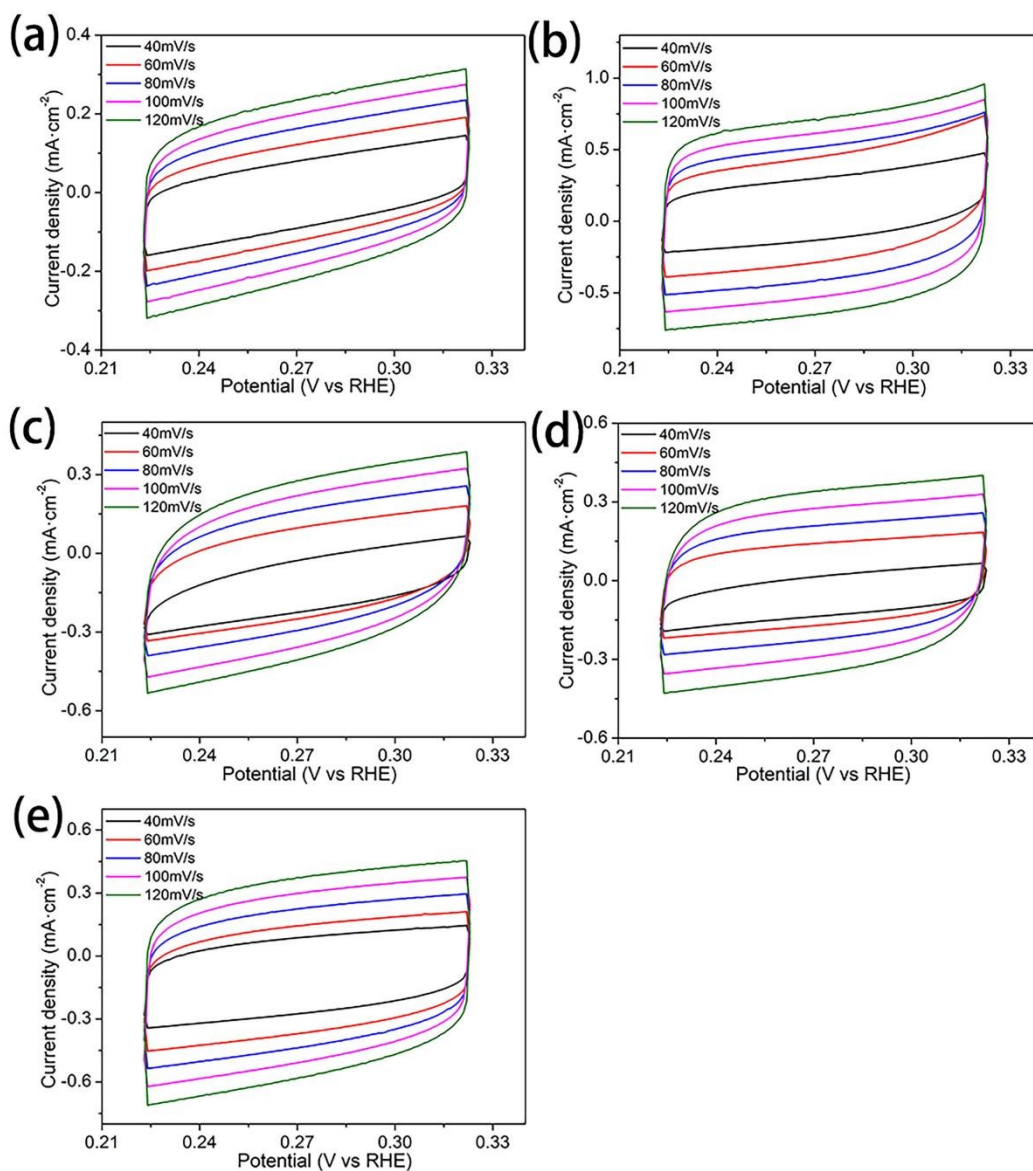 (a)
40mV/s
60mV/s
80mV/s
100mV/s
120mV/s
Current density (mA·cm⁻²)
0.4
0.2
0.0
-0.2
-0.4
0.21 0.24 0.27 0.30 0.33
Potential (V vs RHE)
(b)
40mV/s
60mV/s
80mV/s
100mV/s
120mV/s
Current density (mA·cm⁻²)
1.0
0.5
0.0
-0.5
0.21 0.24 0.27 0.30 0.33
Potential (V vs RHE)
(c)
40mV/s
60mV/s
80mV/s
100mV/s
120mV/s
Current density (mA·cm⁻²)
0.3
0.0
-0.3
-0.6
0.21 0.24 0.27 0.30 0.33
Potential (V vs RHE)
(d)
40mV/s
60mV/s
80mV/s
100mV/s
120mV/s
Current density (mA·cm⁻²)
0.6
0.3
0.0
-0.3
-0.6
0.21 0.24 0.27 0.30 0.33
Potential (V vs RHE)
(e)
40mV/s
60mV/s
80mV/s
100mV/s
120mV/s
Current density (mA·cm⁻²)
0.6
0.3
0.0
-0.3
-0.6
0.21 0.24 0.27 0.30 0.33
Potential (V vs RHE)